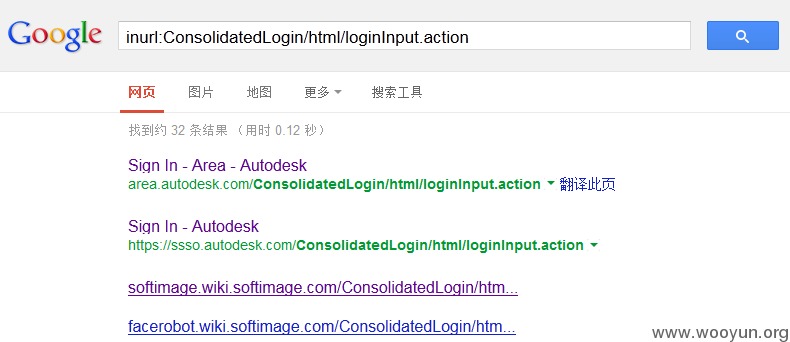 Google inurl:ConsolidatedLogin/html/loginInput.action
网页 图片 地图 更多 搜索工具
找到约 32 条结果 （用时 0.12 秒）
Sign In - Area - Autodesk
area.autodesk.com/ConsolidatedLogin/html/loginInput.action 翻译此页
Sign In - Autodesk
https://ssso.autodesk.com/ConsolidatedLogin/html/loginInput.action
softimage.wiki.softimage.com/ConsolidatedLogin/htm...
facerobot.wiki.softimage.com/ConsolidatedLogin/htm...
www.wooyun.org